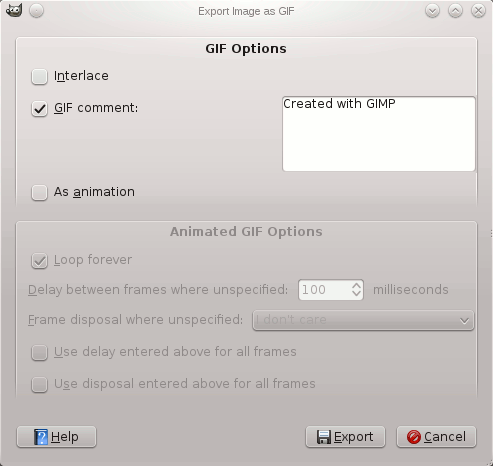 Export Image as GIF
GIF Options
Interlace
GIF comment:
Created with GIMP
As animation
Animated GIF Options
Loop forever
Delay between frames where unspecified: 100 milliseconds
Frame disposal where unspecified: I don't care
Use delay entered above for all frames
Use disposal entered above for all frames
Help Export Cancel